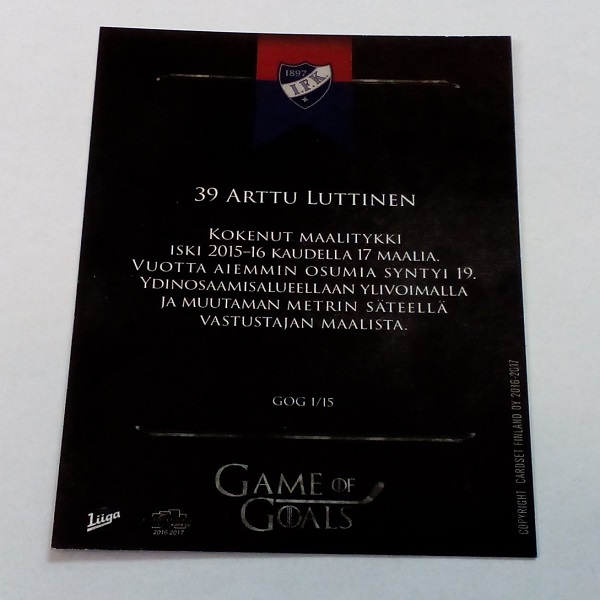 1897
I.F.K.
39 Arttu Luttinen
Kokenut maalitykki
iski 2015–16 kaudella 17 maalia.
Vuotta aiemmin osumia syntyi 19.
Ydinosaamisalueellaan ylivoimalla
ja muutaman metrin säteellä
vastustajan maalista.
GOG 1/15
Game of
Goals
Liiga
2016 2017
COPYRIGHT CARDSET FINLAND OY 2016-2017